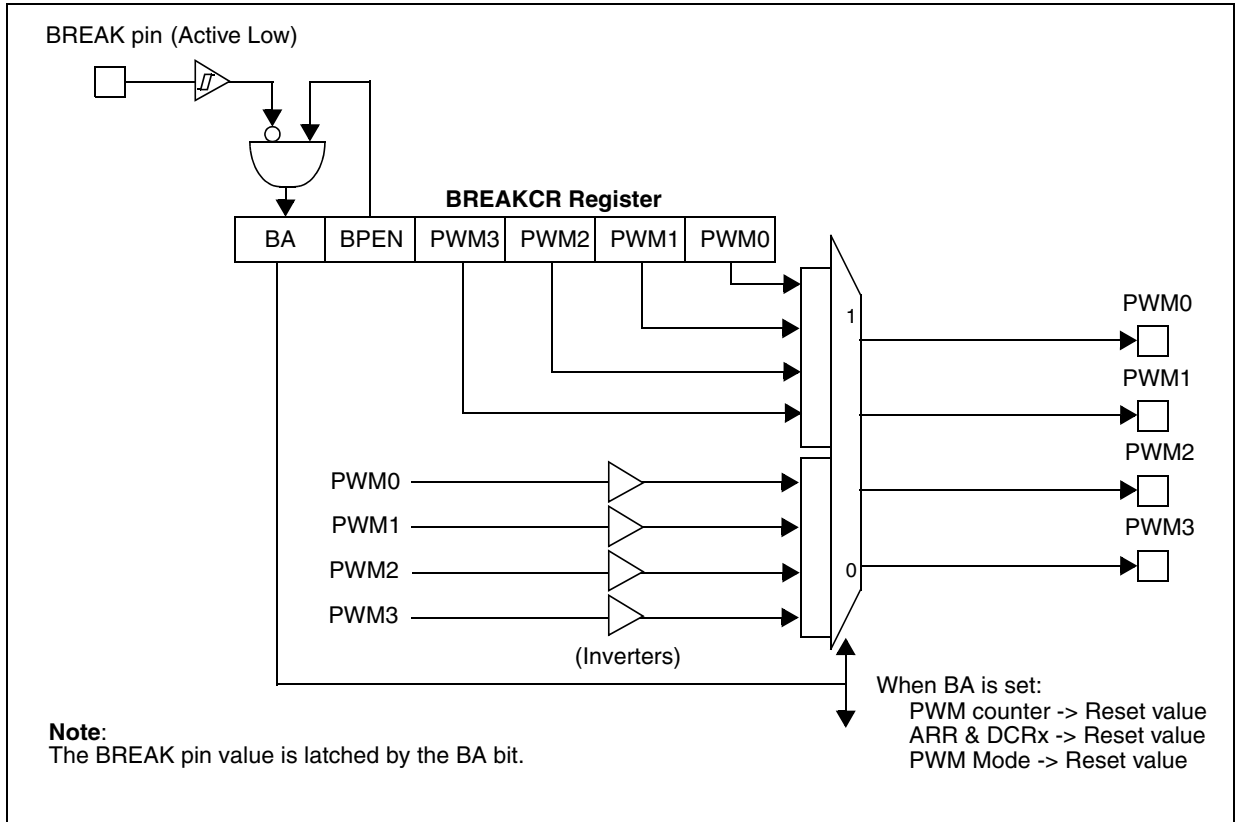 BREAK pin (Active Low)
BREAKCR Register
BA BPEN PWM3 PWM2 PWM1 PWM0
1
PWM0
PWM1
PWM2
PWM3
PWM0
PWM1
PWM2
PWM3
0
(Inverters)
When BA is set:
PWM counter -> Reset value
ARR & DCRx -> Reset value
PWM Mode -> Reset value
Note:
The BREAK pin value is latched by the BA bit.